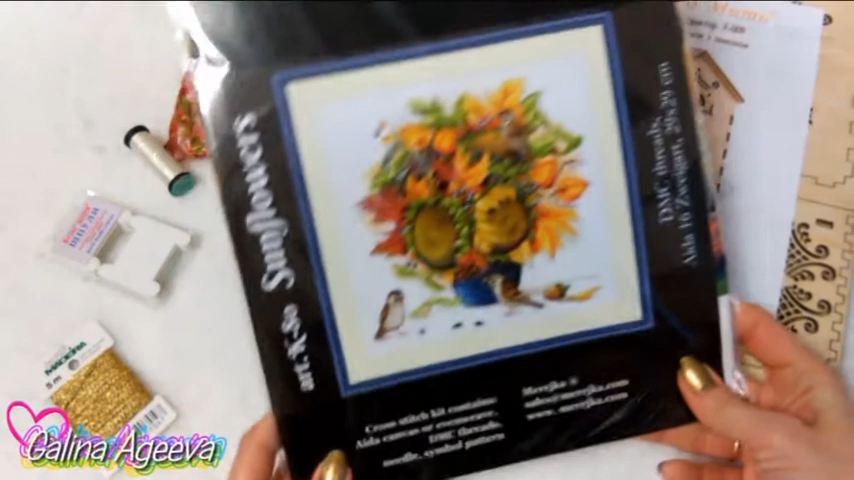 Sunflowers
art. K-80
DMC threads,
Aida 16 Zweigart, 29x29 cm
Cross stitch kit contains:
Aida canvas or evenweave,
DMC threads,
needle, symbol pattern
Merejka ®
sales@merejka.com
www.merejka.com
MADEIRA
5 m
Galina Ageeva